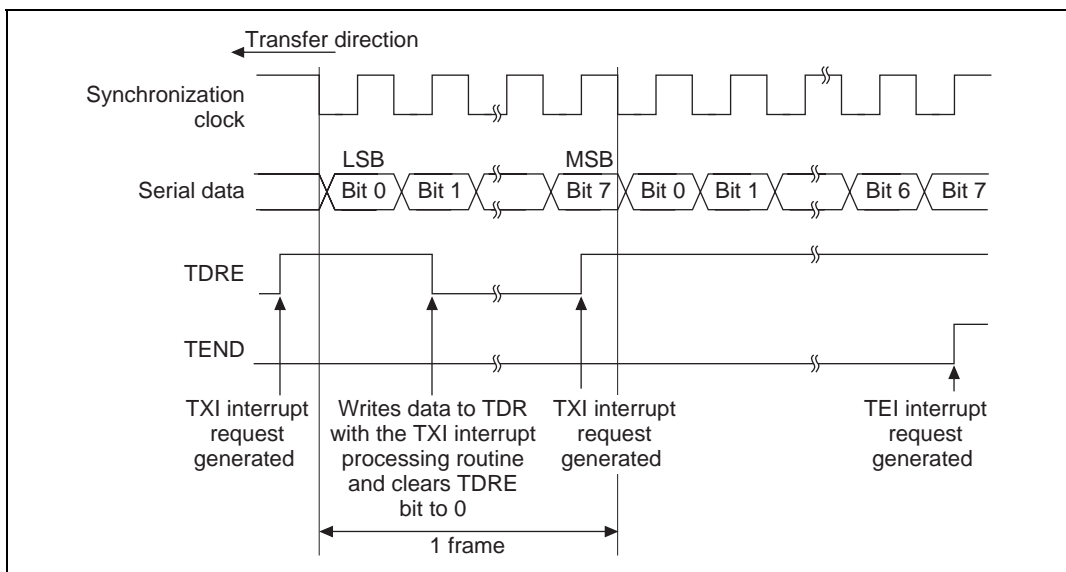 Transfer direction
Synchronization
clock
LSB
MSB
Serial data
Bit 0
Bit 1
Bit 7
Bit 0
Bit 1
Bit 6
Bit 7
TDRE
TEND
TXI interrupt
request
generated
Writes data to TDR
with the TXI interrupt
processing routine
and clears TDRE
bit to 0
TXI interrupt
request
generated
TEI interrupt
request
generated
1 frame